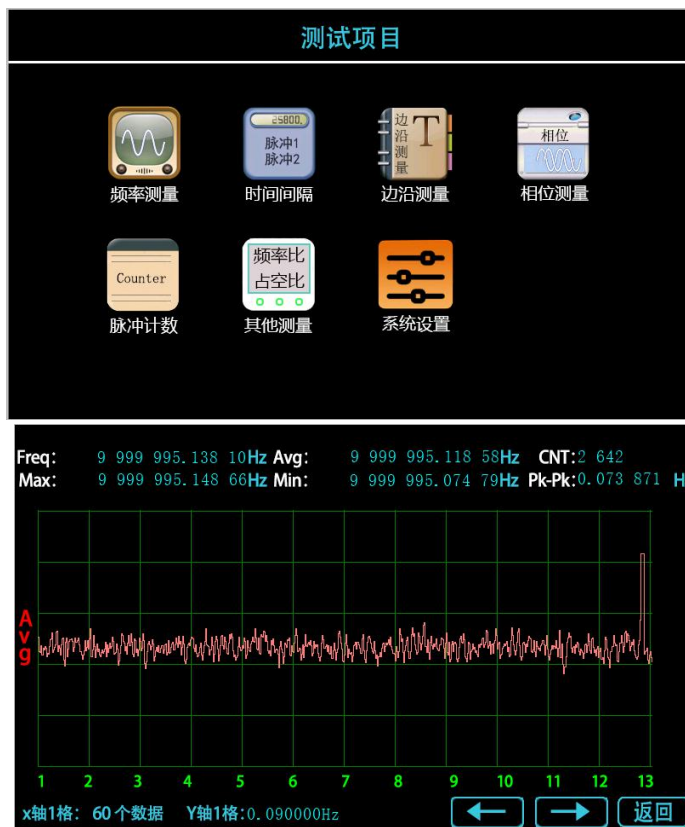 测试项目
25800.
脉冲1
脉冲2
边沿测量
T
相位
频率测量
时间间隔
边沿测量
相位测量
Counter
频率比
占空比
脉冲计数
其他测量
系统设置
Freq: 9 999 995.138 10Hz Avg: 9 999 995.118 58Hz CNT:2 642
Max: 9 999 995.148 66Hz Min: 9 999 995.074 79Hz Pk-Pk:0.073 871 H
Avg
1 2 3 4 5 6 7 8 9 10 11 12 13
x轴1格: 60个数据 Y轴1格:0.090000Hz
返回